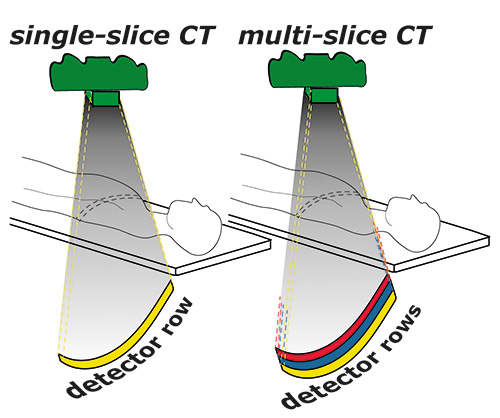 single-slice CT
multi-slice CT
detector row
detector rows